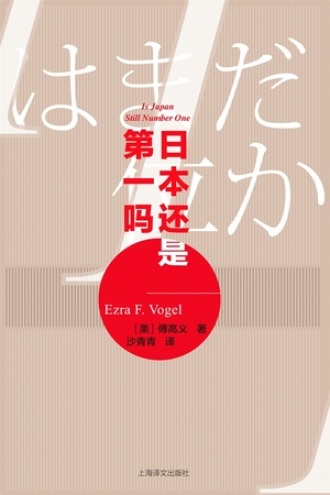 はまだ
か
Is Japan
Still Number One
日本还是
第一吗
Ezra F. Vogel
[美] 傅高义 著
沙青青 译
上海译文出版社